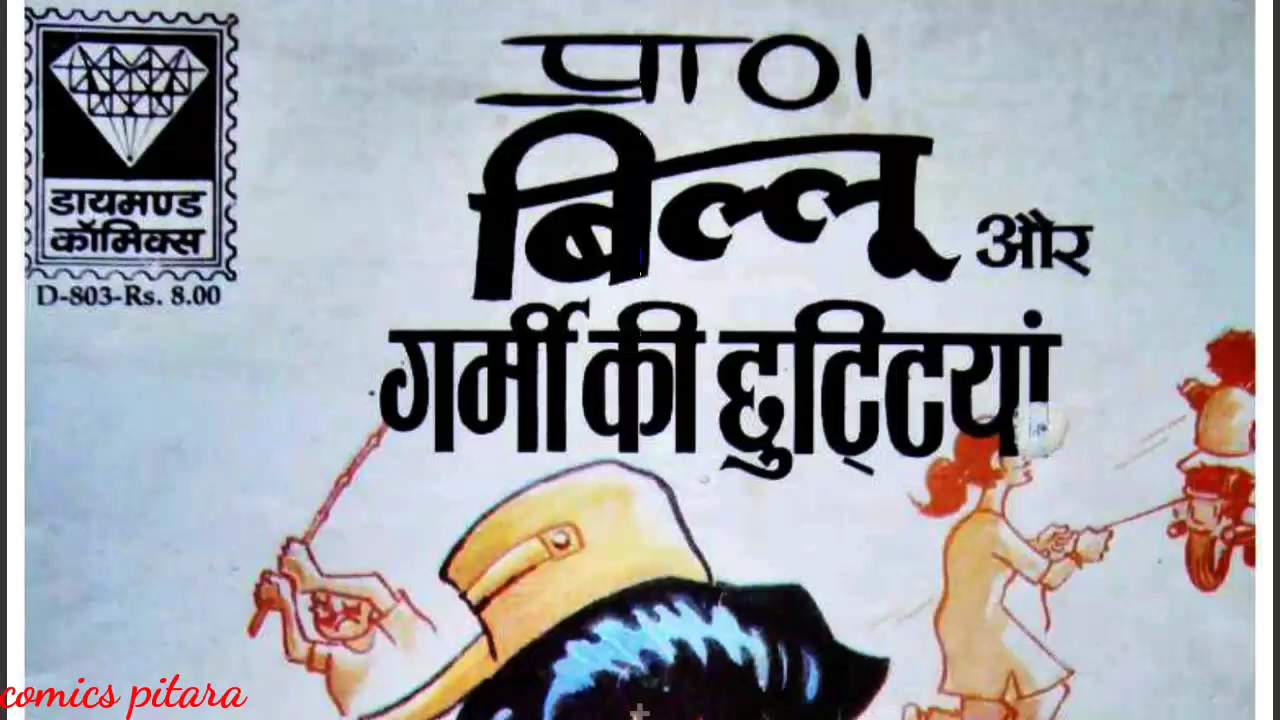 डायमण्ड
कॉमिक्स
D-803-Rs. 8.00
प्राण
बिल्लू और
गर्मी की छुट्टियां
comics pitara